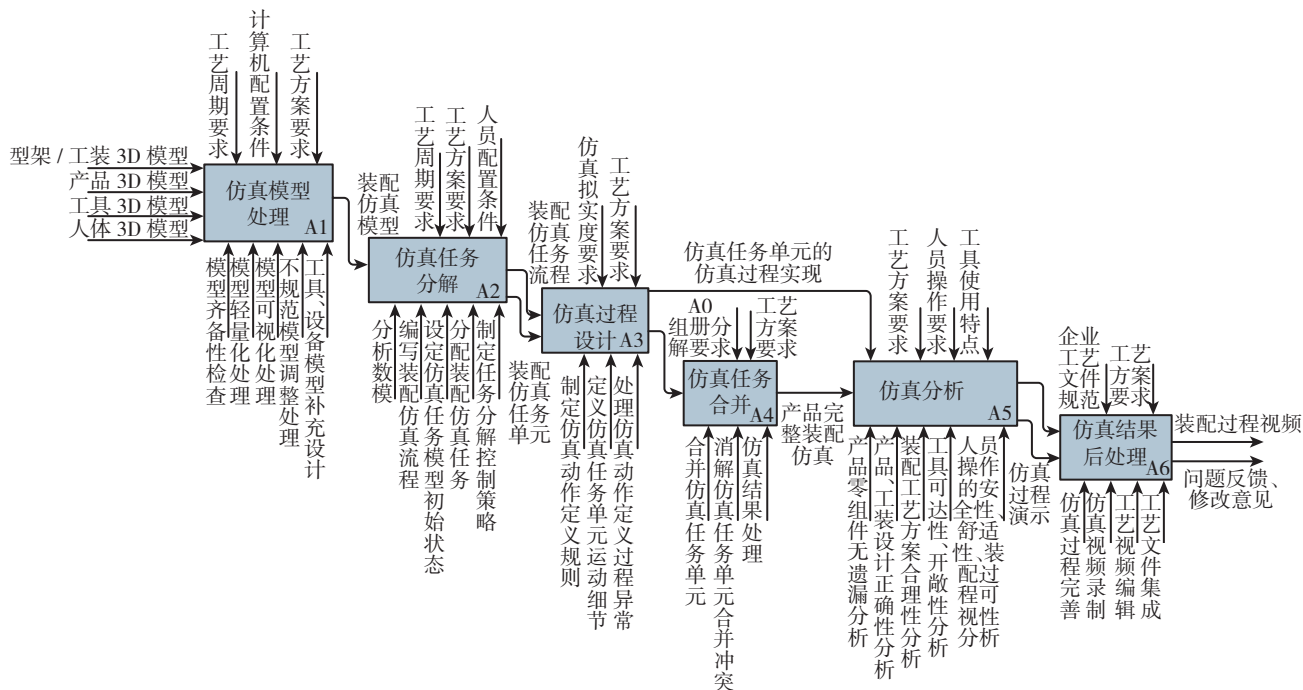 工艺周期要求
计算机配置条件
工艺方案要求
型架 / 工装 3D 模型
产品 3D 模型
工具 3D 模型
人体 3D 模型
仿真模型
处理
A1
模型齐备性检查
模型轻量化处理
模型可视化处理
不规范模型调整处理
工具、设备模型补充设计
装配仿真模型
工艺周期要求
工艺方案要求
人员配置条件
仿真任务
分解
A2
分析数模
编写装配仿真流程
设定仿真任务模型初始状态
分配装配仿真任务
制定任务分解控制策略
装配仿真任务流程
装配仿真任务单元
仿真拟实度要求
工艺方案要求
仿真过程
设计 A3
制定仿真动作定义规则
定义仿真任务单元运动细节
处理仿真动作定义过程异常
仿真任务单元的
仿真过程实现
A0
组册分
解要求
工艺
方案
要求
仿真任务
合并
A4
合并仿真任务单元
消解仿真任务单元合并冲突
仿真结果处理
产品完
整装配
仿真
工艺方案要求
人员操作要求
工具使用特点
仿真分析
A5
产品零组件无遗漏分析
产品、工装设计正确性分析
装配工艺方案合理性分析
工具可达性、开敞性分析
人员操作的安全性、舒适性、装配过程可视性分析
仿真
过程
演示
企业
工艺
文件
规范
工艺
方案
要求
仿真结果
后处理
A6
仿真过程完善
仿真视频录制
工艺视频编辑
工艺文件集成
装配过程视频
问题反馈、
修改意见